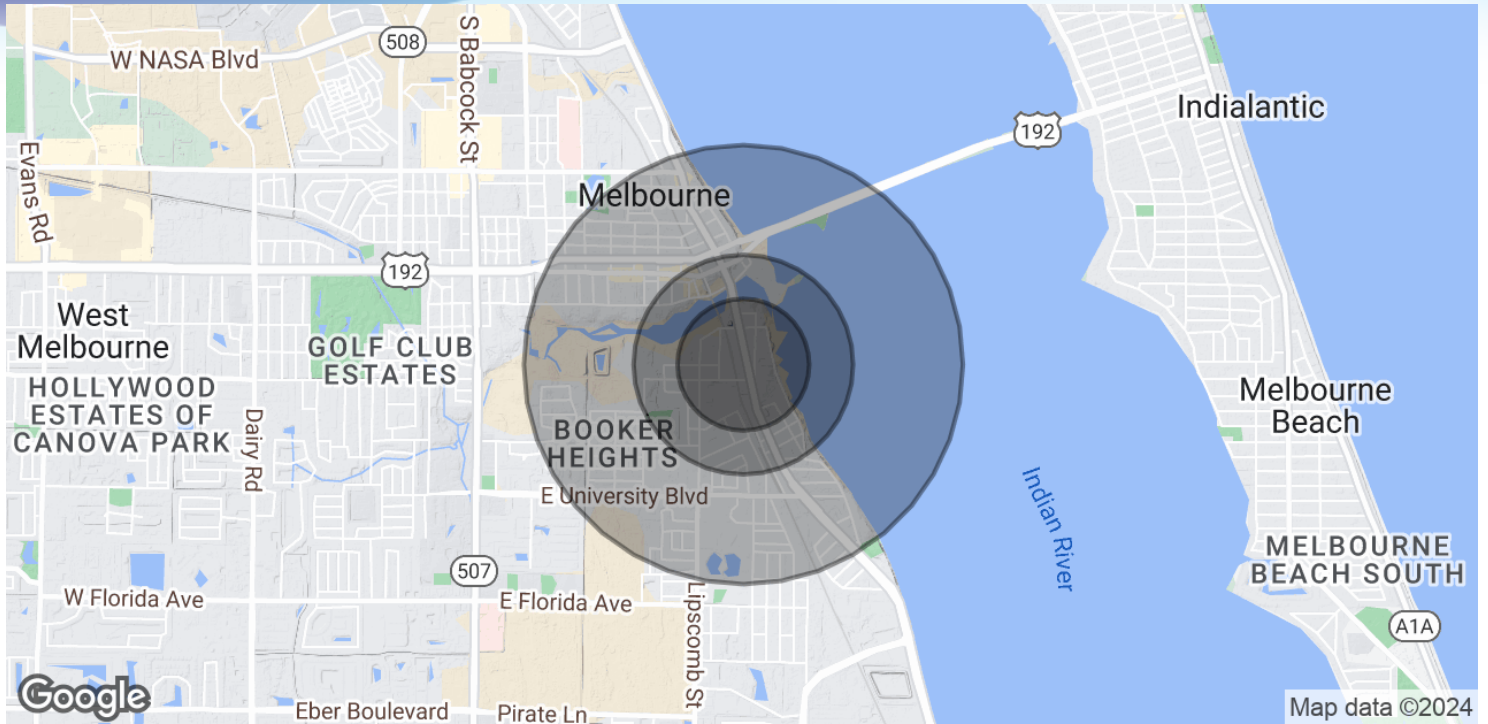 508
W NASA Blvd
S Babcock St
Indialantic
192
Evans Rd
Melbourne
192
West
Melbourne
GOLF CLUB
ESTATES
HOLLYWOOD
ESTATES OF
CANOVA PARK
Dairy Rd
BOOKER
HEIGHTS
Melbourne
Beach
E University Blvd
Indian River
MELBOURNE
BEACH SOUTH
507
W Florida Ave
E Florida Ave
Lipscomb St
A1A
Google
Eber Boulevard
Pirate Ln
Map data ©2024